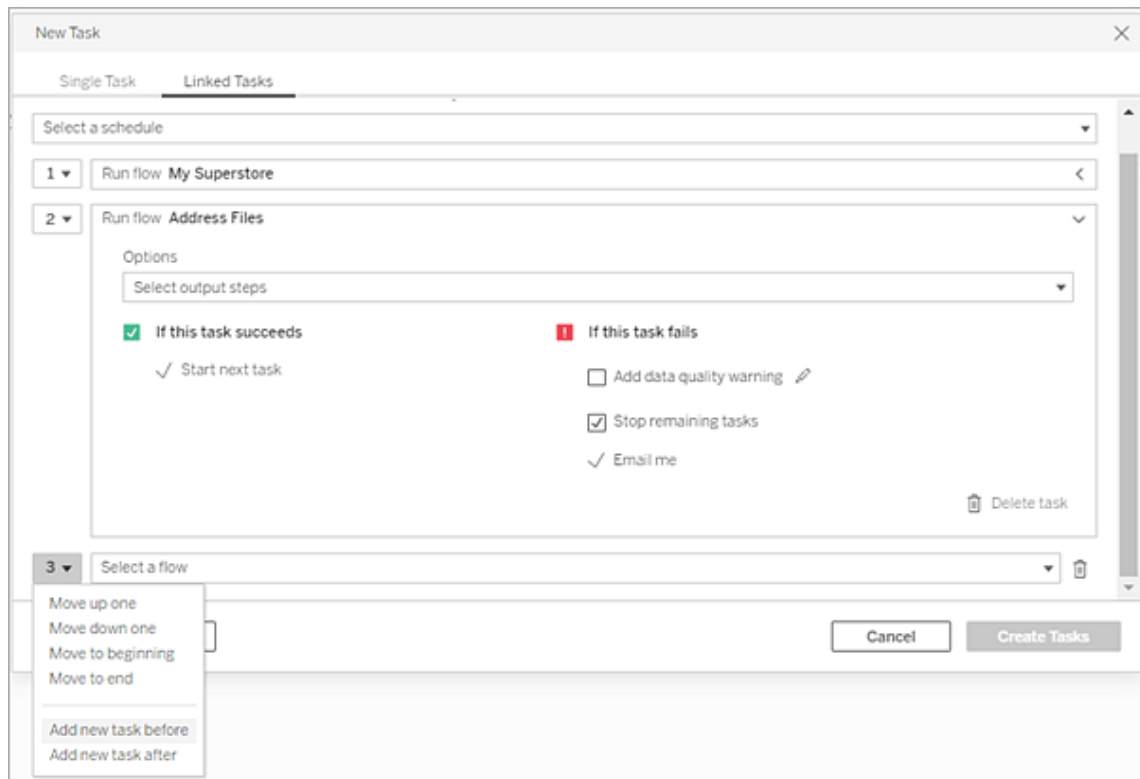 New Task
Single Task Linked Tasks
Select a schedule
1 Run flow My Superstore
2 Run flow Address Files
Options
Select output steps
If this task succeeds If this task fails
Start next task Add data quality warning
Stop remaining tasks
Email me
Delete task
3 Select a flow
Move up one
Move down one
Move to beginning
Move to end
Add new task before
Add new task after
Cancel Create Tasks